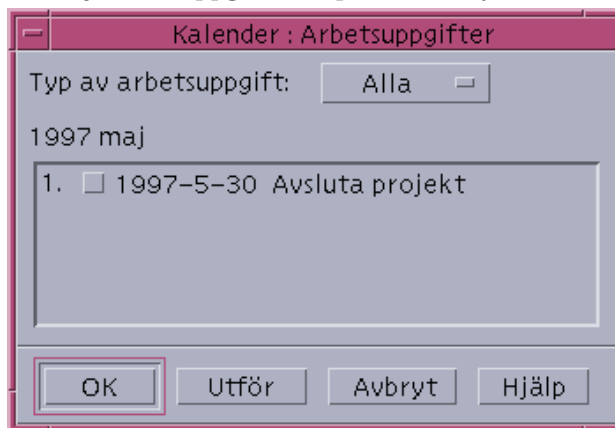 Kalender : Arbetsuppgifter
Typ av arbetsuppgift: Alla
1997 maj
1. 1997-5-30 Avsluta projekt
OK Utför Avbryt Hjälp